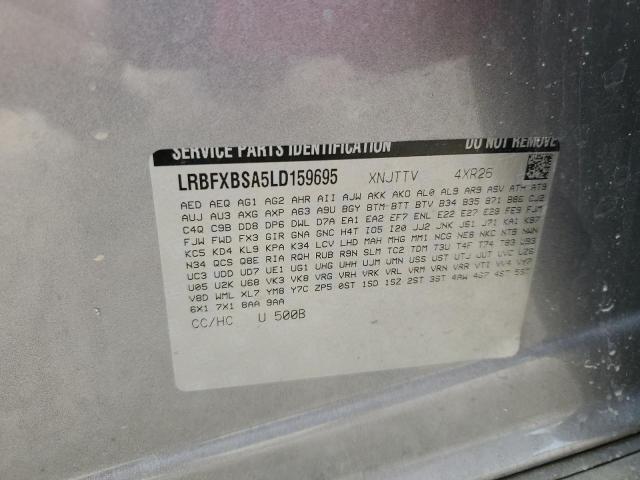 SERVICE PARTS IDENTIFICATION DO NOT REMOVE
LRBFXBSA5LD159695 XNJTTV 4XR26
AED AEQ AG1 AG2 AHR AII AJW AKK AKO AL0 AL9 AR9 ASV ATH AT9
AUJ AU3 AXG AXP A63 A9U BGY BTM BTT BTV B34 B35 B71 B86 CJ2
C4Q C9B DD8 DP6 DWL D7A EA1 EA2 EF7 ENL E22 E27 E28 FE9 FJM
FJW FWD FX3 GIR GNA GNC H4T IO5 I20 JJ2 JNK J61 J71 KA1 KB7
KC5 KD4 KL9 KPA K34 LCV LHD MAH MHG MM1 NCG NE8 NKC NTB NWN
N34 QCS Q8E RIA RQH RUB R9N SLM TC2 TDM T3U T4F T74 T83 UB3
UC3 UDD UD7 UE1 UG1 UHG UHH UJM UMN USS UST UTJ JUT UVC UZ6
U05 U2K U68 VK3 VK8 VRG VRH VRK VRL VRM VRN VRR VTI VV4 VY7
V8D WML XL7 YM8 Y7C ZP5 0ST 1SD 1SZ 2ST 3ST 4AW 4G7 4ST 5ST
6X1 7X1 8AA 9AA
CC/HC U 500B